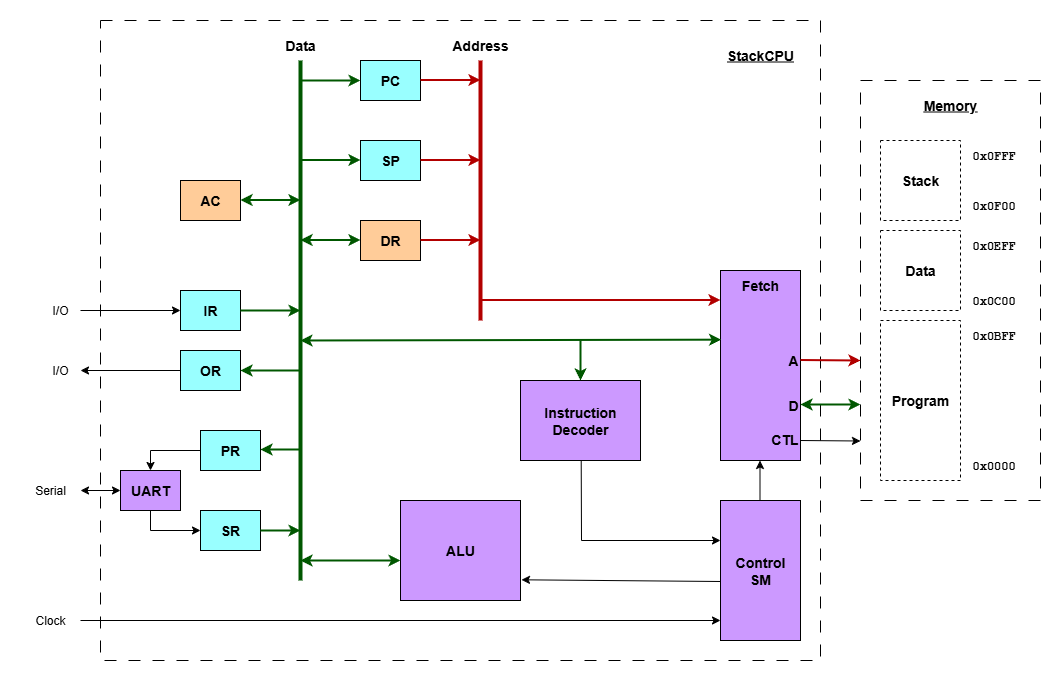 Data
Address
StackCPU
PC
Memory
SP
Stack
0x0FFF
0x0F00
AC
DR
Data
0x0EFF
0x0C00
Fetch
I/O
IR
0x0BFF
I/O
OR
A
D
CTL
Program
0x0000
Instruction
Decoder
PR
Serial
UART
SR
ALU
Control
SM
Clock